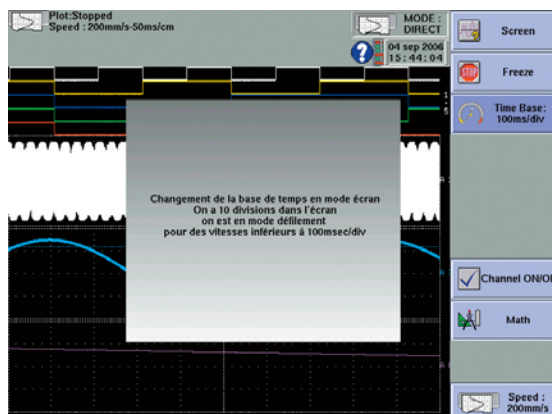 Plot:Stopped
Speed : 200mm/s-50ms/cm
MODE :
DIRECT
04 sep 2006
15 : 44 : 04
Screen
Freeze
Time Base:
100ms/div
Changement de la base de temps en mode écran
On a 10 divisions dans l'écran
on est en mode défilement
pour des vitesses inférieurs à 100msec/div
Channel ON/O
Math
Speed :
200mm/s